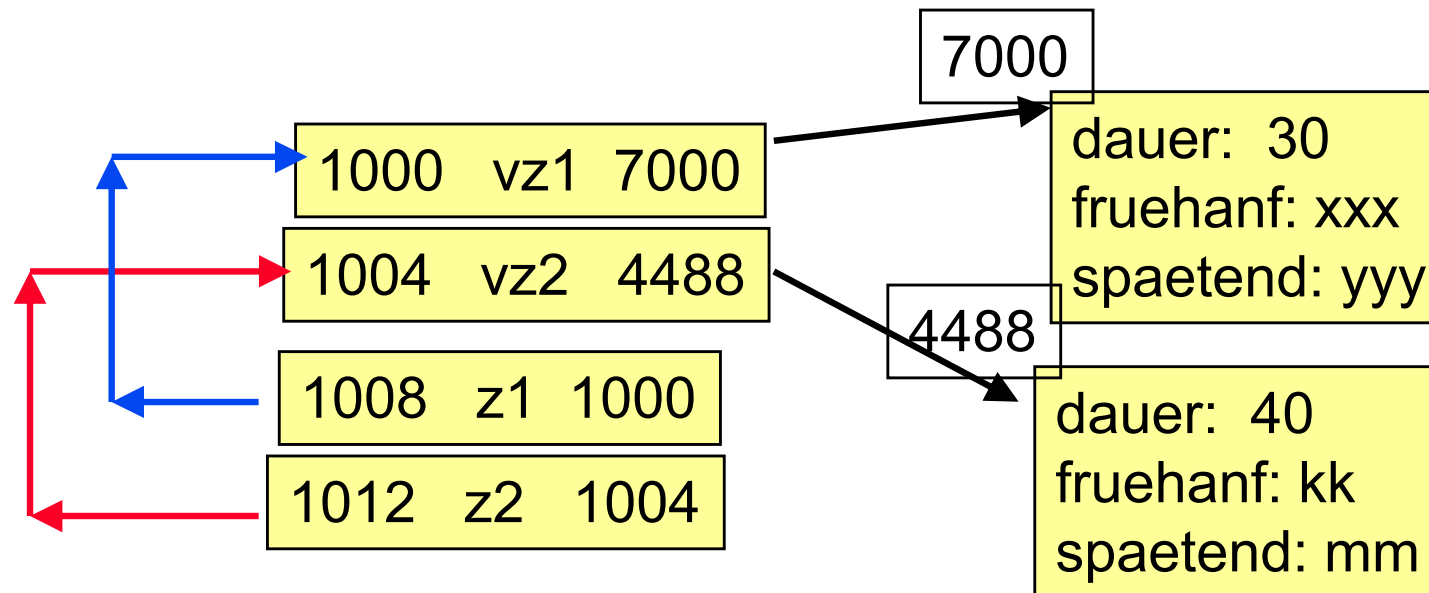 7000
1000 vz1 7000
dauer: 30
fruehanf: xxx
spaetend: yyy
1004 vz2 4488
4488
1008 z1 1000
dauer: 40
fruehanf: kk
spaetend: mm
1012 z2 1004